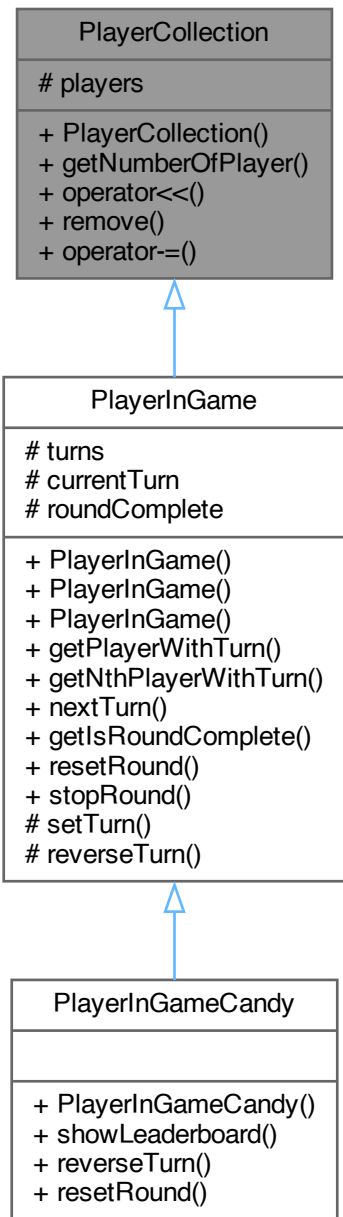 PlayerCollection
# players
+ PlayerCollection()
+ getNumberOfPlayer()
+ operator<<()
+ remove()
+ operator-=()
PlayerInGame
# turns
# currentTurn
# roundComplete
+ PlayerInGame()
+ PlayerInGame()
+ PlayerInGame()
+ getPlayerWithTurn()
+ getNthPlayerWithTurn()
+ nextTurn()
+ getIsRoundComplete()
+ resetRound()
+ stopRound()
# setTurn()
# reverseTurn()
PlayerInGameCandy
+ PlayerInGameCandy()
+ showLeaderboard()
+ reverseTurn()
+ resetRound()